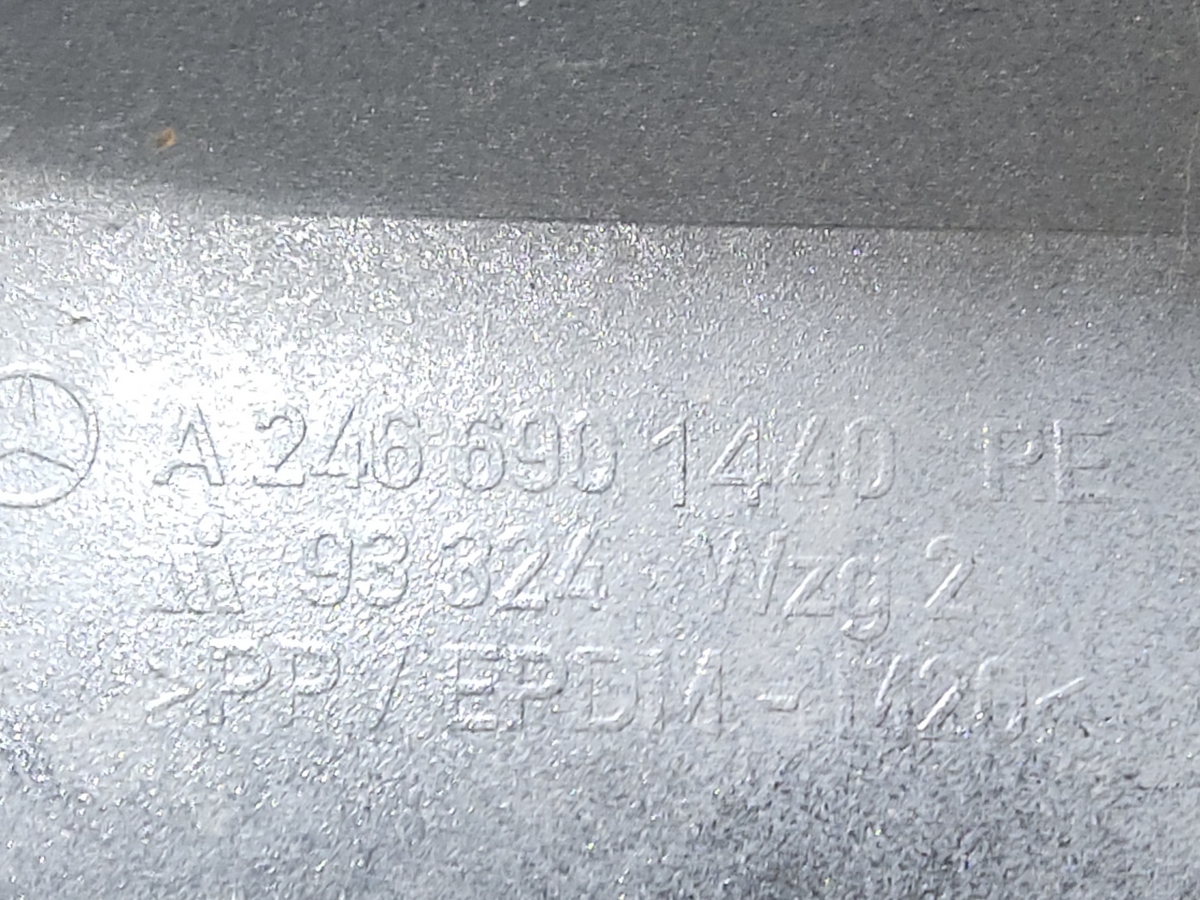 A 246 690 1440 RE
93 324 Wzg 2
>PP / EPDM - M20<